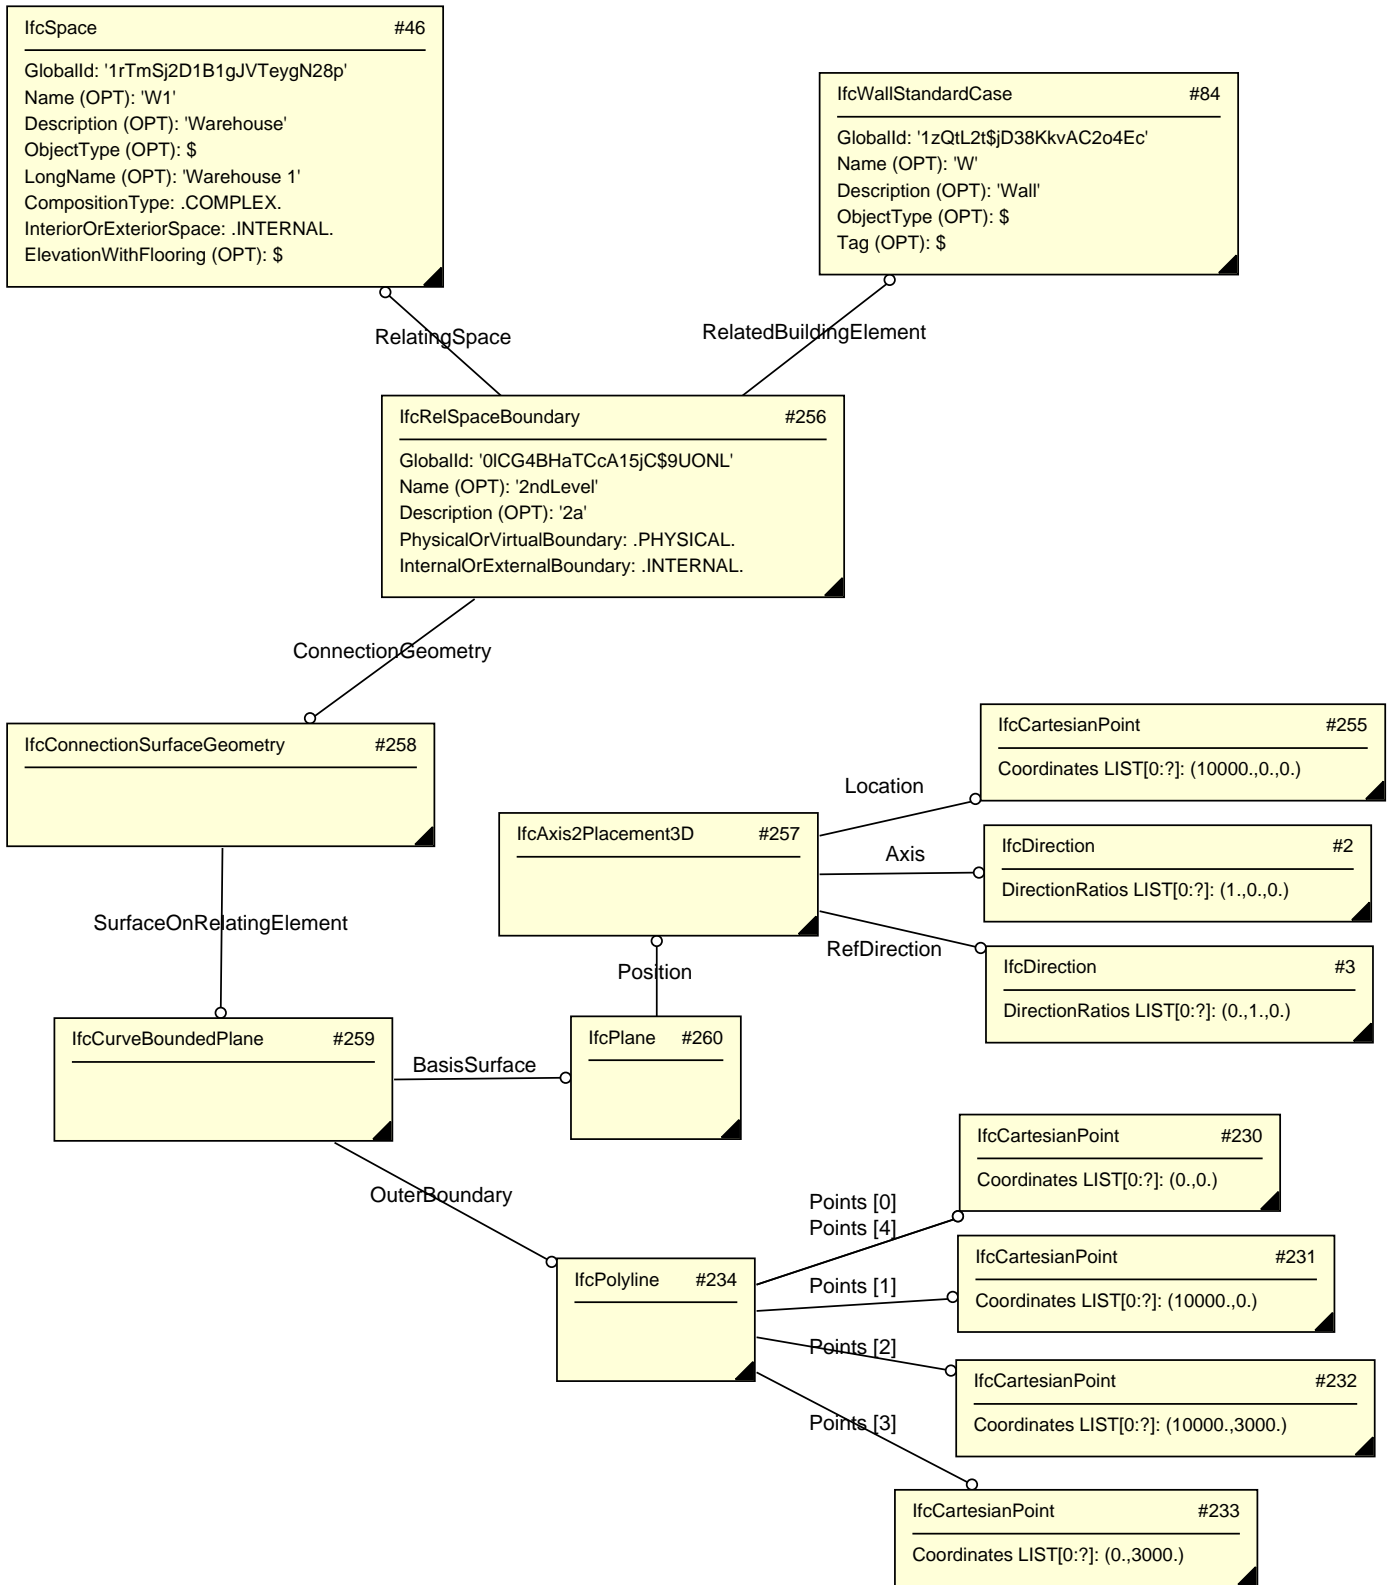 IfcSpace #46
GlobalId: '1rTmSj2D1B1gJVTeygN28p'
Name (OPT): 'W1'
Description (OPT): 'Warehouse'
ObjectType (OPT): $
LongName (OPT): 'Warehouse 1'
CompositionType: .COMPLEX.
InteriorOrExteriorSpace: .INTERNAL.
ElevationWithFlooring (OPT): $
IfcWallStandardCase #84
GlobalId: '1zQtL2t$jD38KkvAC2o4Ec'
Name (OPT): 'W'
Description (OPT): 'Wall'
ObjectType (OPT): $
Tag (OPT): $
RelatingSpace
RelatedBuildingElement
IfcRelSpaceBoundary #256
GlobalId: '0lCG4BHaTCcA15jC$9UONL'
Name (OPT): '2ndLevel'
Description (OPT): '2a'
PhysicalOrVirtualBoundary: .PHYSICAL.
InternalOrExternalBoundary: .INTERNAL.
ConnectionGeometry
IfcConnectionSurfaceGeometry #258
SurfaceOnRelatingElement
IfcAxis2Placement3D #257
Location
IfcCartesianPoint #255
Coordinates LIST[0:?]: (10000.,0.,0.)
Axis
IfcDirection #2
DirectionRatios LIST[0:?]: (1.,0.,0.)
RefDirection
IfcDirection #3
DirectionRatios LIST[0:?]: (0.,1.,0.)
Position
IfcCurveBoundedPlane #259
BasisSurface
IfcPlane #260
OuterBoundary
IfcPolyline #234
Points [0]
Points [4]
IfcCartesianPoint #230
Coordinates LIST[0:?]: (0.,0.)
Points [1]
IfcCartesianPoint #231
Coordinates LIST[0:?]: (10000.,0.)
Points [2]
IfcCartesianPoint #232
Coordinates LIST[0:?]: (10000.,3000.)
Points [3]
IfcCartesianPoint #233
Coordinates LIST[0:?]: (0.,3000.)